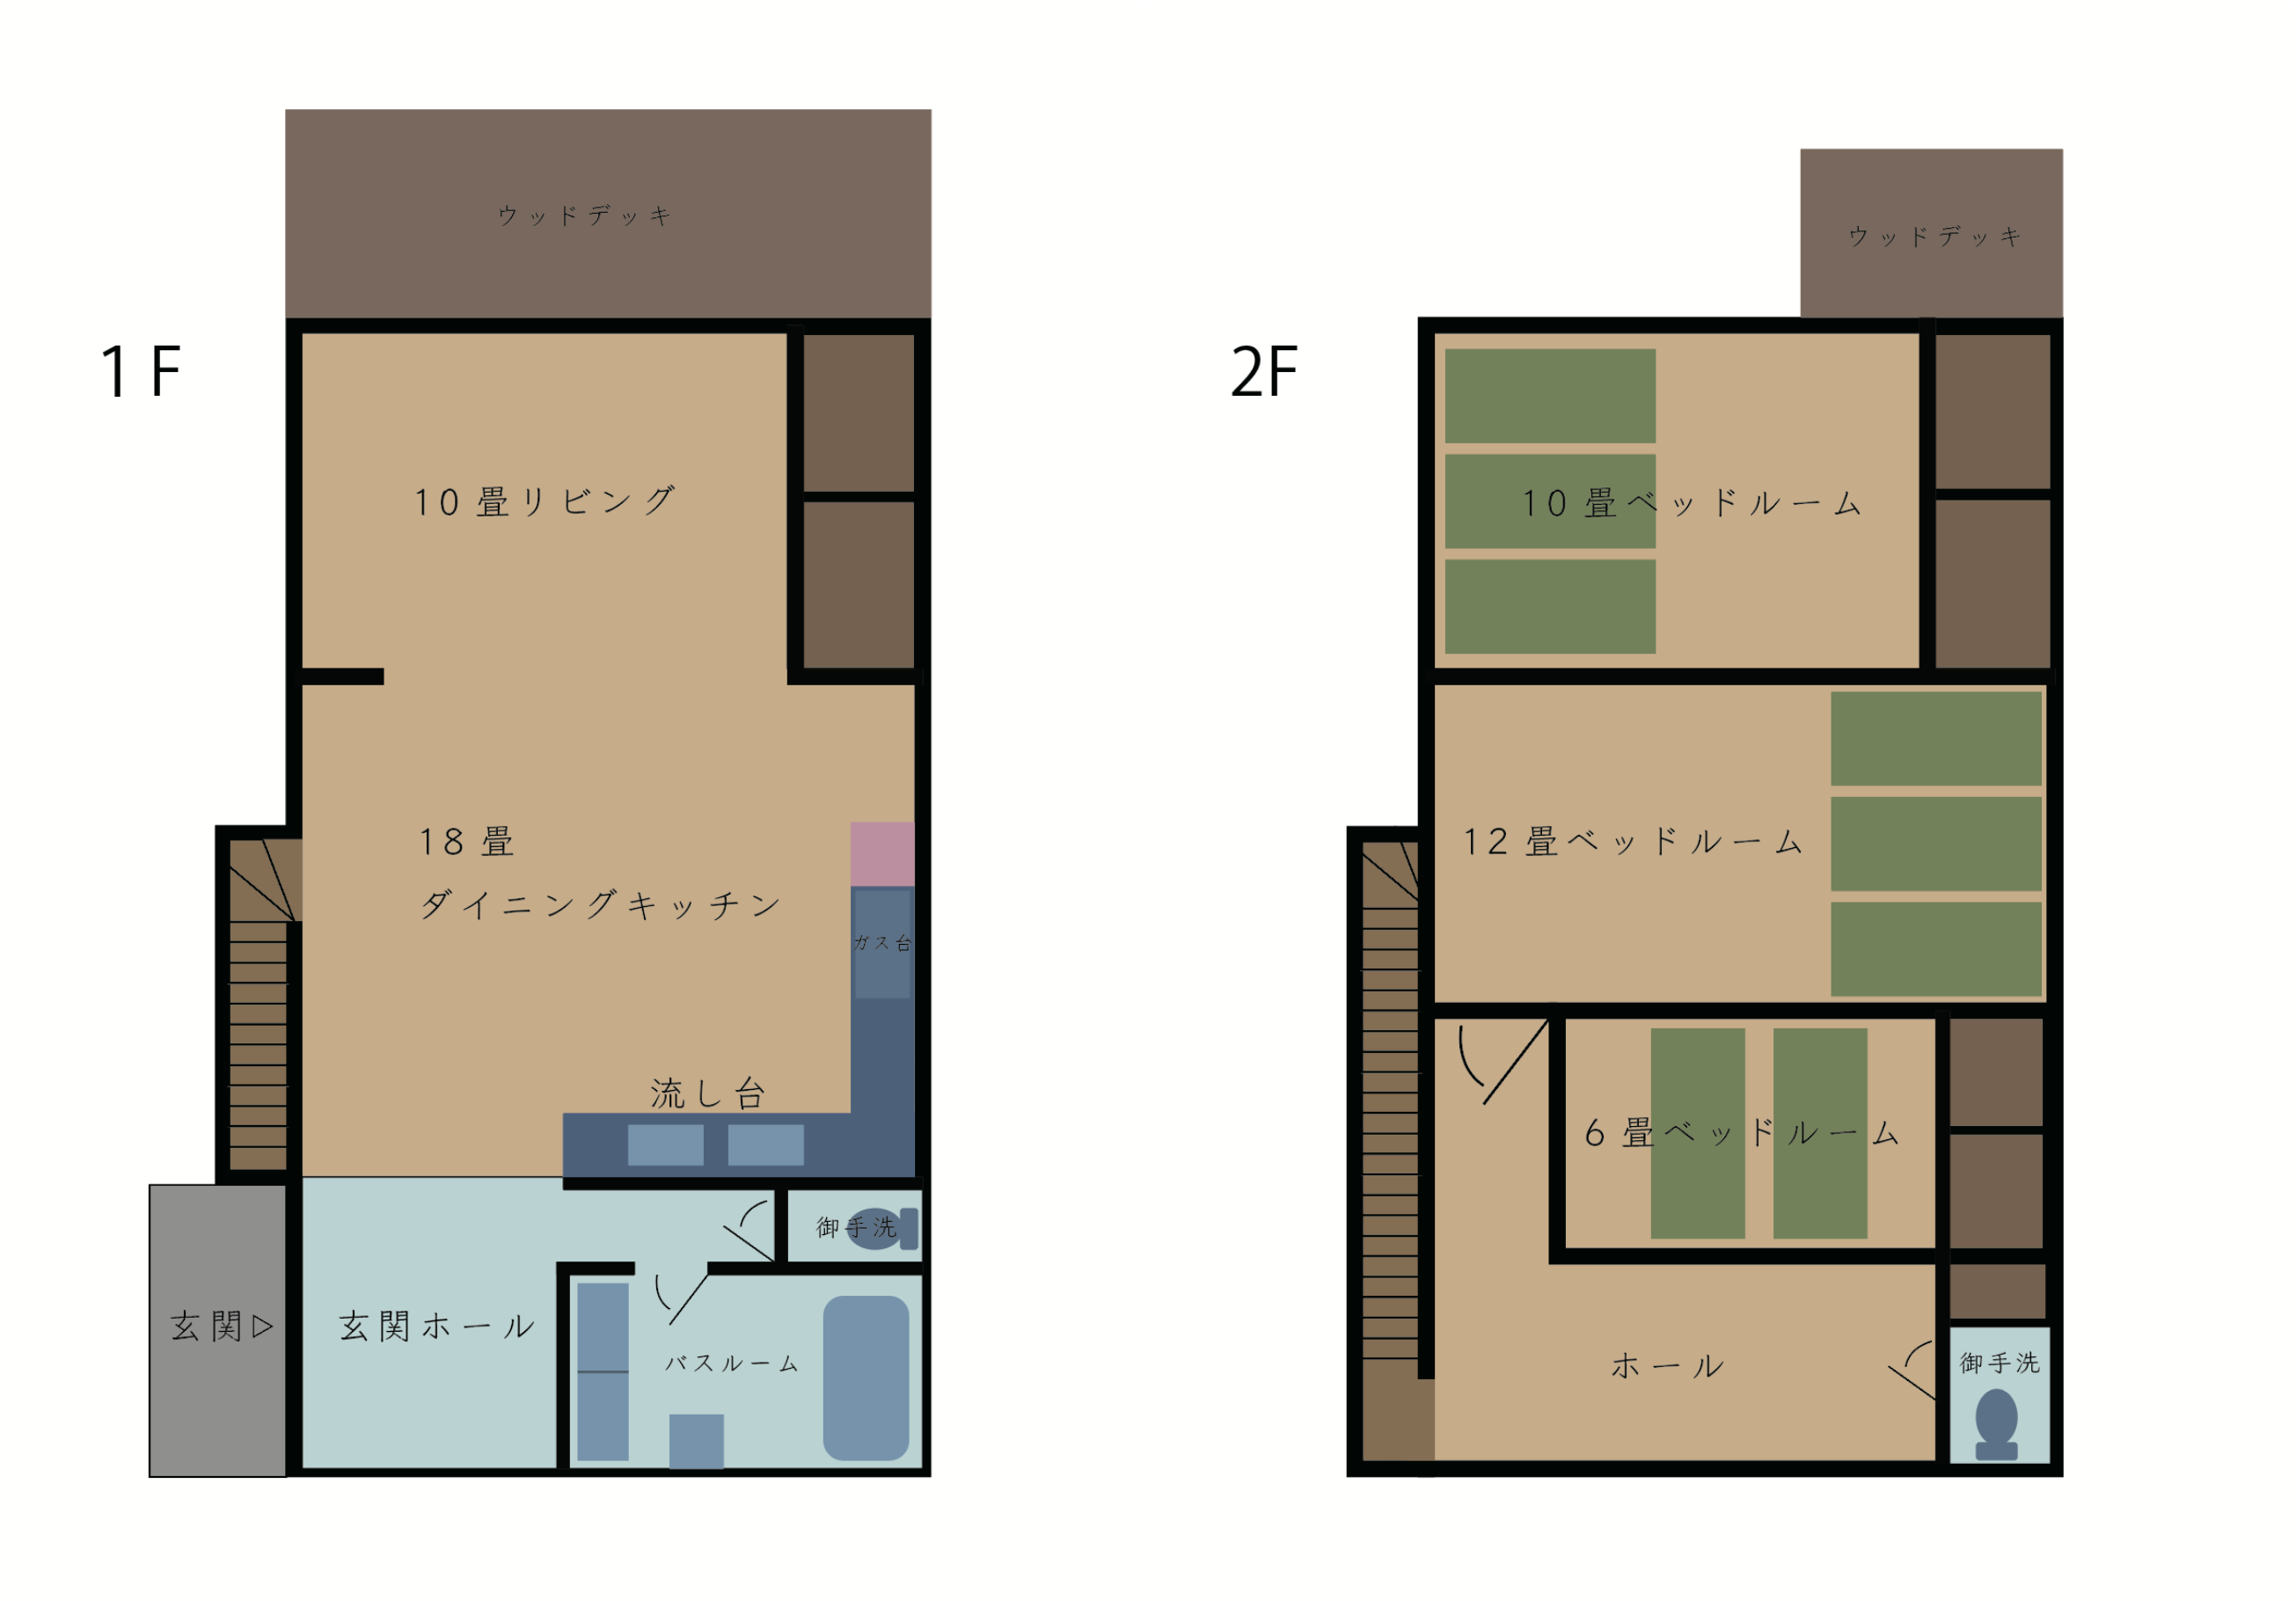 1F
ウッドデッキ
10畳リビング
18畳
ダイニングキッチン
ガス台
流し台
御手洗
玄関▷
玄関ホール
バスルーム
2F
ウッドデッキ
10畳ベッドルーム
12畳ベッドルーム
6畳ベッドルーム
ホール
御手洗